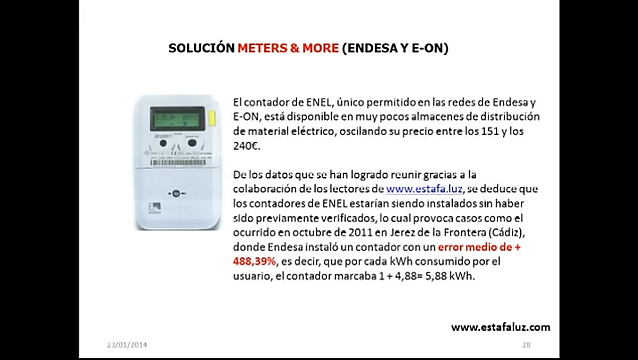 SOLUCIÓN METERS & MORE (ENDESA Y E-ON)
El contador de ENEL, único permitido en las redes de Endesa y
E-ON, está disponible en muy pocos almacenes de distribución
de material eléctrico, oscilando su precio entre los 151 y los
240€.
De los datos que se han logrado reunir gracias a la
colaboración de los lectores de www.estafa.luz, se deduce que
los contadores de ENEL estarían siendo instalados sin haber
sido previamente verificados, lo cual provoca casos como el
ocurrido en octubre de 2011 en Jerez de la Frontera (Cádiz),
donde Endesa instaló un contador con un error medio de +
488,39%, es decir, que por cada kWh consumido por el
usuario, el contador marcaba 1 + 4,88= 5,88 kWh.
www.estafaluz.com
23/01/2014
20